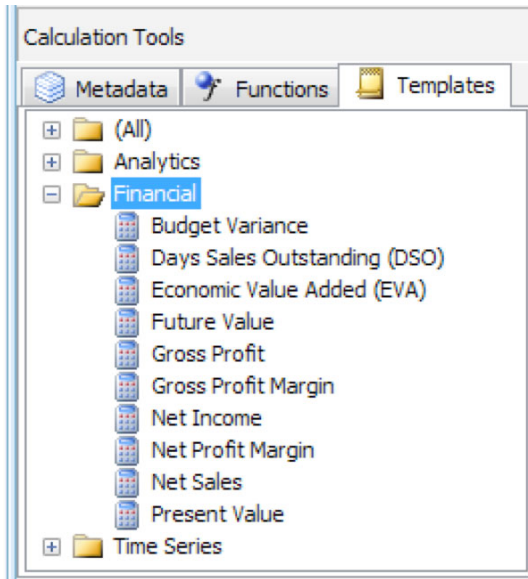 Calculation Tools
Metadata Functions Templates
(All)
Analytics
Financial
Budget Variance
Days Sales Outstanding (DSO)
Economic Value Added (EVA)
Future Value
Gross Profit
Gross Profit Margin
Net Income
Net Profit Margin
Net Sales
Present Value
Time Series